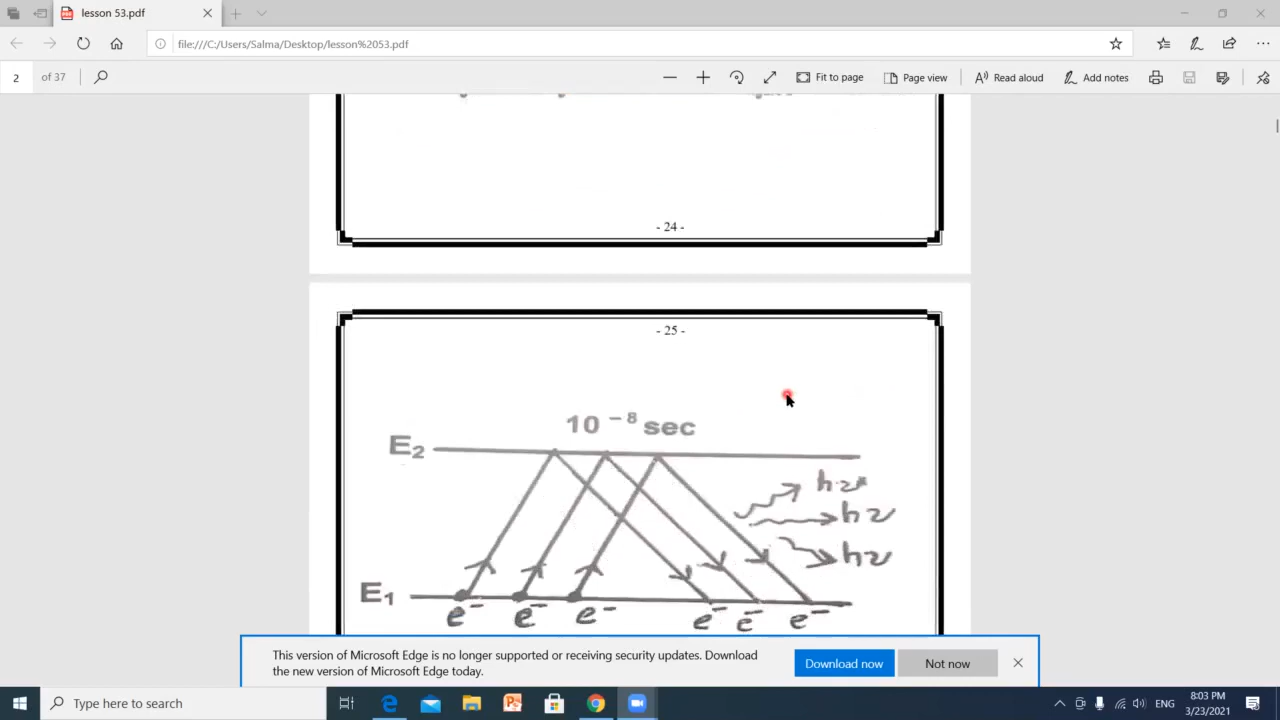 lesson 53.pdf
file:///C:/Users/Salma/Desktop/lesson%2053.pdf
2 of 37
Fit to page
Page view
Read aloud
Add notes
- 24 -
- 25 -
10 ⁻⁸ sec
E₂
hν
hν
hν
E₁
e⁻ e⁻ e⁻ e⁻ e⁻ e⁻
This version of Microsoft Edge is no longer supported or receiving security updates. Download
the new version of Microsoft Edge today.
Download now
Not now
Type here to search
ENG
8:03 PM
3/23/2021